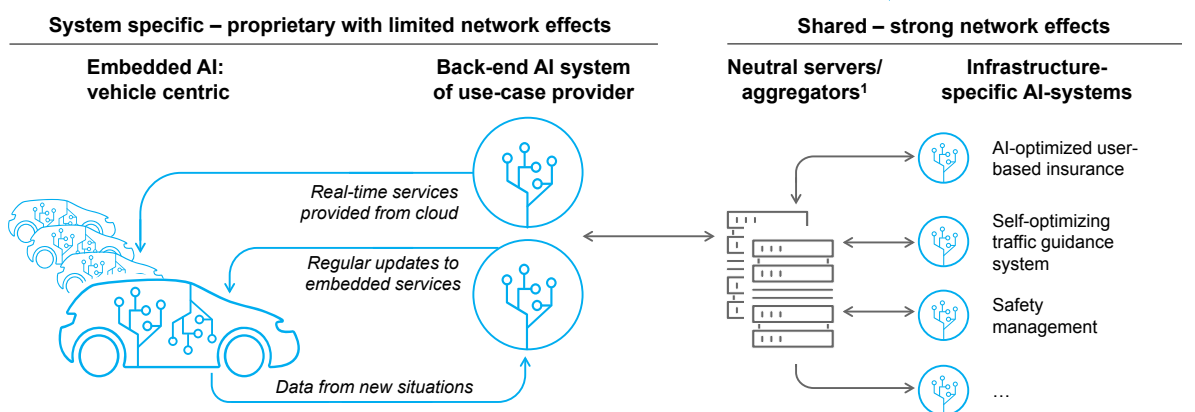 System specific – proprietary with limited network effects
Shared – strong network effects
Embedded AI:
vehicle centric
Back-end AI system
of use-case provider
Neutral servers/
aggregators¹
Infrastructure-
specific AI-systems
Real-time services
provided from cloud
Regular updates to
embedded services
Data from new situations
AI-optimized user-
based insurance
Self-optimizing
traffic guidance
system
Safety
management
…